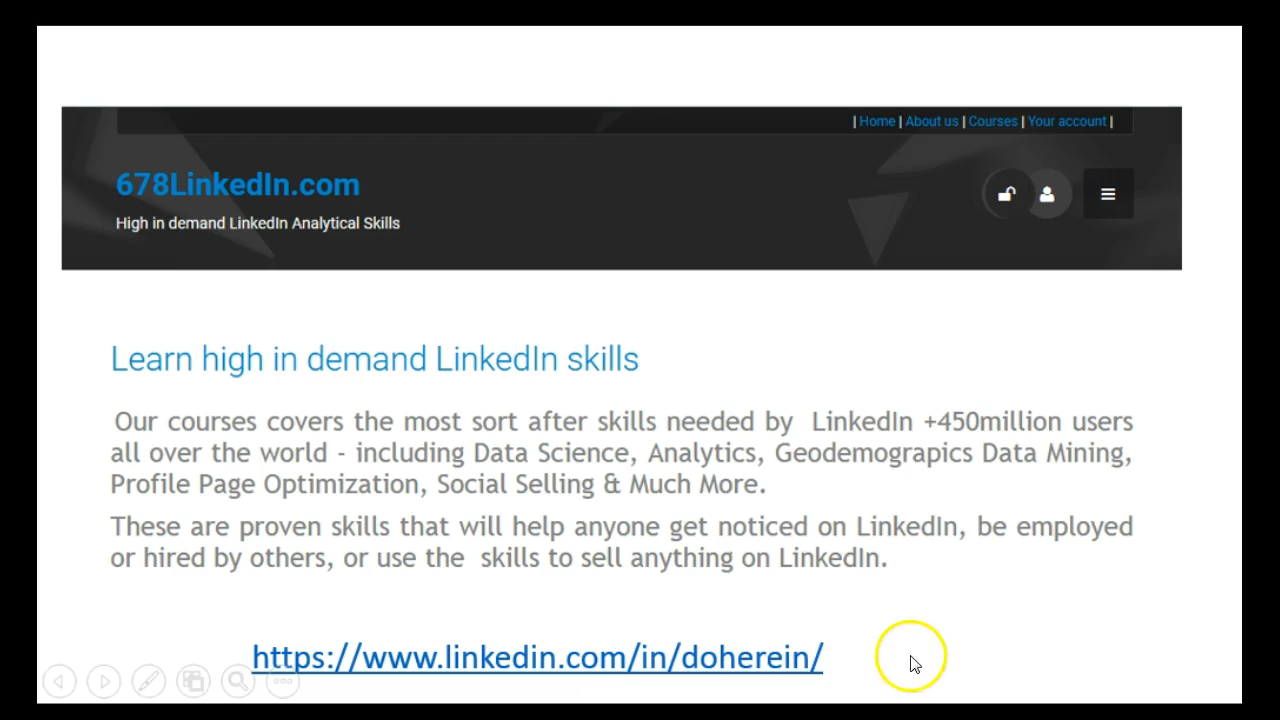 | Home | About us | Courses | Your account |
678LinkedIn.com
High in demand LinkedIn Analytical Skills
Learn high in demand LinkedIn skills
Our courses covers the most sort after skills needed by LinkedIn +450million users
all over the world - including Data Science, Analytics, Geodemograpics Data Mining,
Profile Page Optimization, Social Selling & Much More.
These are proven skills that will help anyone get noticed on LinkedIn, be employed
or hired by others, or use the skills to sell anything on LinkedIn.
https://www.linkedin.com/in/doherein/